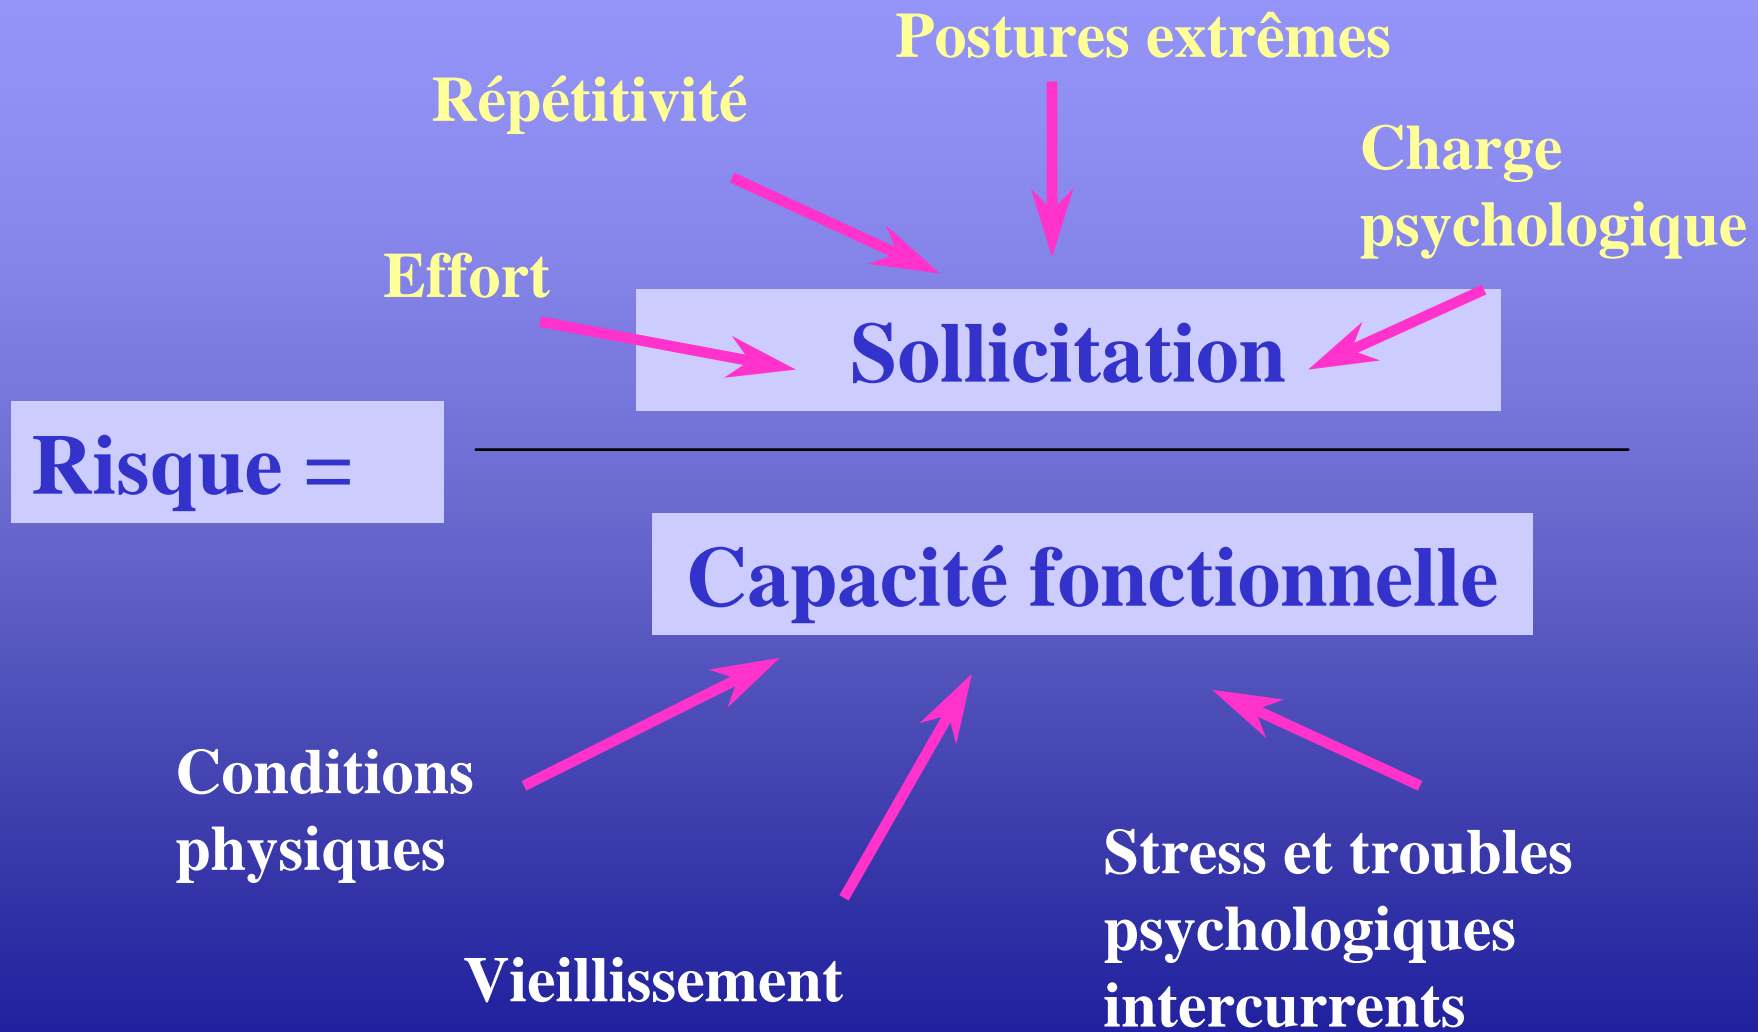 Postures extrêmes
Répétitivité
Charge
psychologique
Effort
Sollicitation
Risque =
Capacité fonctionnelle
Conditions
physiques
Stress et troubles
psychologiques
intercurrents
Vieillissement